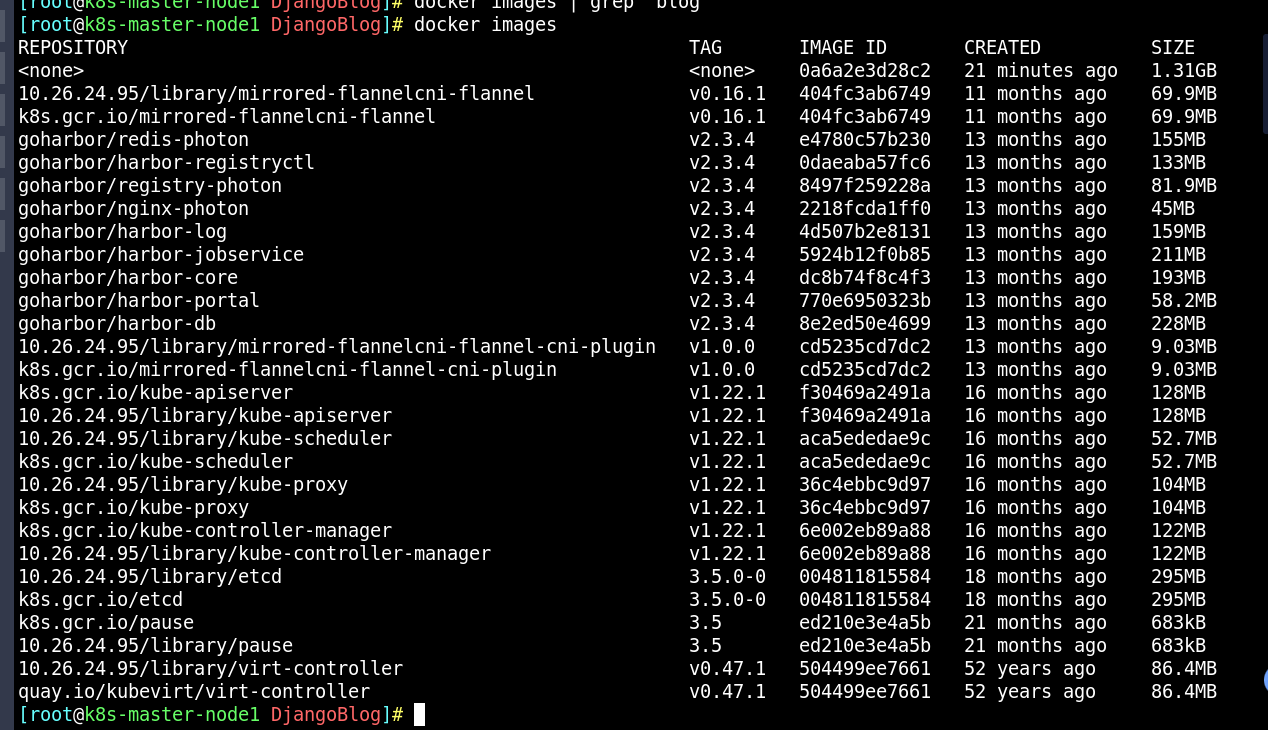 [root@k8s-master-node1 DjangoBlog]# docker images | grep  blog
[root@k8s-master-node1 DjangoBlog]# docker images
REPOSITORY TAG IMAGE ID CREATED SIZE
<none> <none> 0a6a2e3d28c2 21 minutes ago 1.31GB
10.26.24.95/library/mirrored-flannelcni-flannel v0.16.1 404fc3ab6749 11 months ago 69.9MB
k8s.gcr.io/mirrored-flannelcni-flannel v0.16.1 404fc3ab6749 11 months ago 69.9MB
goharbor/redis-photon v2.3.4 e4780c57b230 13 months ago 155MB
goharbor/harbor-registryctl v2.3.4 0daeaba57fc6 13 months ago 133MB
goharbor/registry-photon v2.3.4 8497f259228a 13 months ago 81.9MB
goharbor/nginx-photon v2.3.4 2218fcda1ff0 13 months ago 45MB
goharbor/harbor-log v2.3.4 4d507b2e8131 13 months ago 159MB
goharbor/harbor-jobservice v2.3.4 5924b12f0b85 13 months ago 211MB
goharbor/harbor-core v2.3.4 dc8b74f8c4f3 13 months ago 193MB
goharbor/harbor-portal v2.3.4 770e6950323b 13 months ago 58.2MB
goharbor/harbor-db v2.3.4 8e2ed50e4699 13 months ago 228MB
10.26.24.95/library/mirrored-flannelcni-flannel-cni-plugin v1.0.0 cd5235cd7dc2 13 months ago 9.03MB
k8s.gcr.io/mirrored-flannelcni-flannel-cni-plugin v1.0.0 cd5235cd7dc2 13 months ago 9.03MB
k8s.gcr.io/kube-apiserver v1.22.1 f30469a2491a 16 months ago 128MB
10.26.24.95/library/kube-apiserver v1.22.1 f30469a2491a 16 months ago 128MB
10.26.24.95/library/kube-scheduler v1.22.1 aca5ededae9c 16 months ago 52.7MB
k8s.gcr.io/kube-scheduler v1.22.1 aca5ededae9c 16 months ago 52.7MB
10.26.24.95/library/kube-proxy v1.22.1 36c4ebbc9d97 16 months ago 104MB
k8s.gcr.io/kube-proxy v1.22.1 36c4ebbc9d97 16 months ago 104MB
k8s.gcr.io/kube-controller-manager v1.22.1 6e002eb89a88 16 months ago 122MB
10.26.24.95/library/kube-controller-manager v1.22.1 6e002eb89a88 16 months ago 122MB
10.26.24.95/library/etcd 3.5.0-0 004811815584 18 months ago 295MB
k8s.gcr.io/etcd 3.5.0-0 004811815584 18 months ago 295MB
k8s.gcr.io/pause 3.5 ed210e3e4a5b 21 months ago 683kB
10.26.24.95/library/pause 3.5 ed210e3e4a5b 21 months ago 683kB
10.26.24.95/library/virt-controller v0.47.1 504499ee7661 52 years ago 86.4MB
quay.io/kubevirt/virt-controller v0.47.1 504499ee7661 52 years ago 86.4MB
[root@k8s-master-node1 DjangoBlog]#